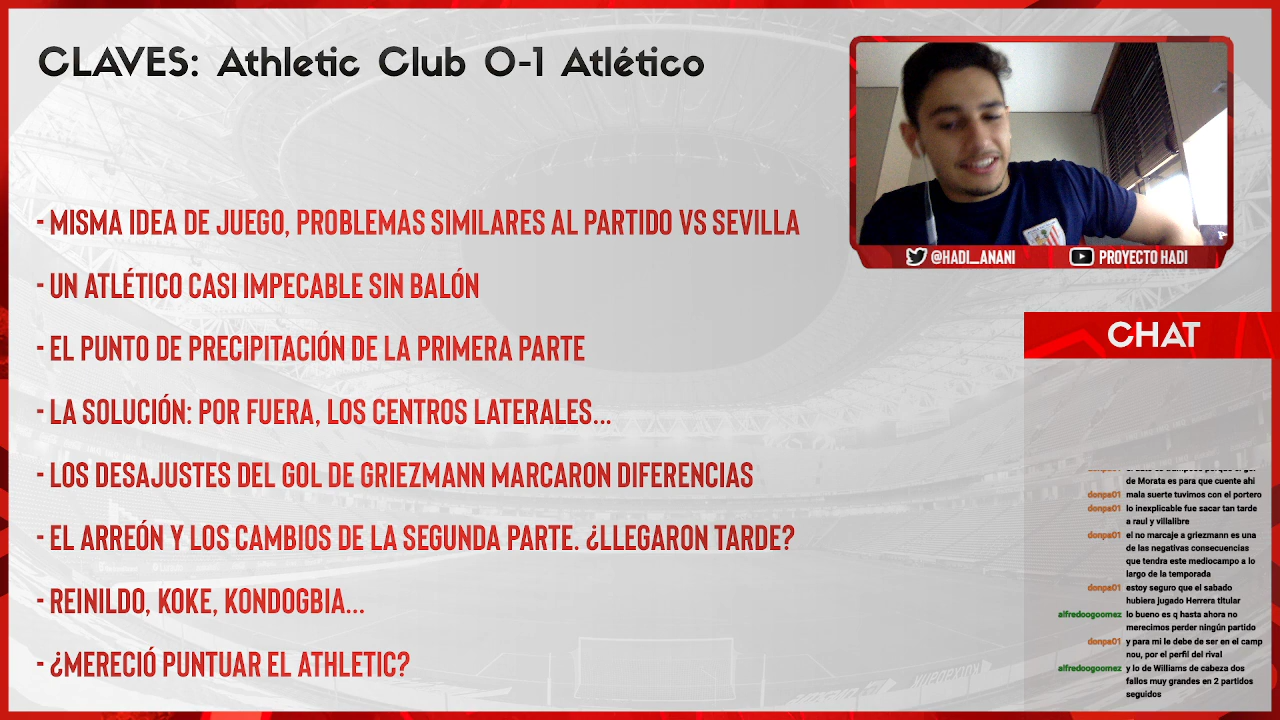 CLAVES: Athletic Club 0-1 Atlético
- MISMA IDEA DE JUEGO, PROBLEMAS SIMILARES AL PARTIDO VS SEVILLA
- UN ATLÉTICO CASI IMPECABLE SIN BALÓN
- EL PUNTO DE PRECIPITACIÓN DE LA PRIMERA PARTE
- LA SOLUCIÓN: POR FUERA, LOS CENTROS LATERALES...
- LOS DESAJUSTES DEL GOL DE GRIEZMANN MARCARON DIFERENCIAS
- EL ARREÓN Y LOS CAMBIOS DE LA SEGUNDA PARTE. ¿LLEGARON TARDE?
- REINILDO, KOKE, KONDOGBIA...
- ¿MERECIÓ PUNTUAR EL ATHLETIC?
@HADI_ANANI PROYECTO HADI
CHAT
de Morata es para que cuente ahi
donpa01 mala suerte tuvimos con el portero
donpa01 lo inexplicable fue sacar tan tarde
a raul y villalibre
donpa01 el no marcaje a griezmann es una
de las negativas consecuencias
que tendra este mediocampo a lo
largo de la temporada
donpa01 estoy seguro que el sabado
hubiera jugado Herrera titular
alfredoogoomez lo bueno es q hasta ahora no
merecimos perder ningún partido
donpa01 y para mi le debe de ser en el camp
nou, por el perfil del rival
alfredoogoomez y lo de Williams de cabeza dos
fallos muy grandes en 2 partidos
seguidos